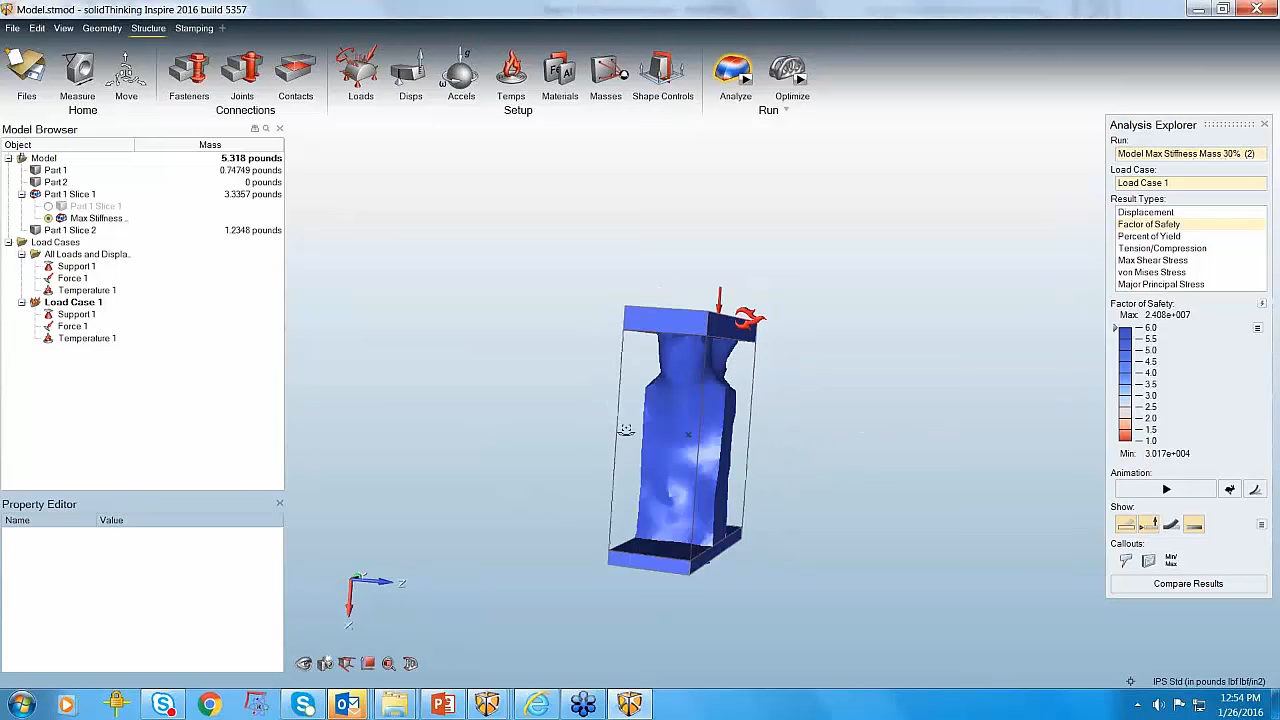 Model.stmod - solidThinking Inspire 2016 build 5357
File Edit View Geometry Structure Stamping +
Files Measure Move Fasteners Joints Contacts Loads Disps Accels Temps Materials Masses Shape Controls Analyze Optimize
Home Connections Setup Run
Model Browser
Object Mass
Model 5.318 pounds
Part 1 0.74749 pounds
Part 2 0 pounds
Part 1 Slice 1 3.3357 pounds
Part 1 Slice 1
Max Stiffness ..
Part 1 Slice 2 1.2348 pounds
Load Cases
All Loads and Displa..
Support 1
Force 1
Temperature 1
Load Case 1
Support 1
Force 1
Temperature 1
Property Editor
Name Value
z
x
Analysis Explorer
Run:
Model Max Stiffness Mass 30% (2)
Load Case:
Load Case 1
Result Types:
Displacement
Factor of Safety
Percent of Yield
Tension/Compression
Max Shear Stress
von Mises Stress
Major Principal Stress
Factor of Safety:
Max: 2.408e+007
6.0
5.5
5.0
4.5
4.0
3.5
3.0
2.5
2.0
1.5
1.0
Min: 3.017e+004
Animation:
Show:
Callouts:
Min/
Max
Compare Results
IPS Std (in pounds lbf lbf/in2)
12:54 PM
1/26/2016